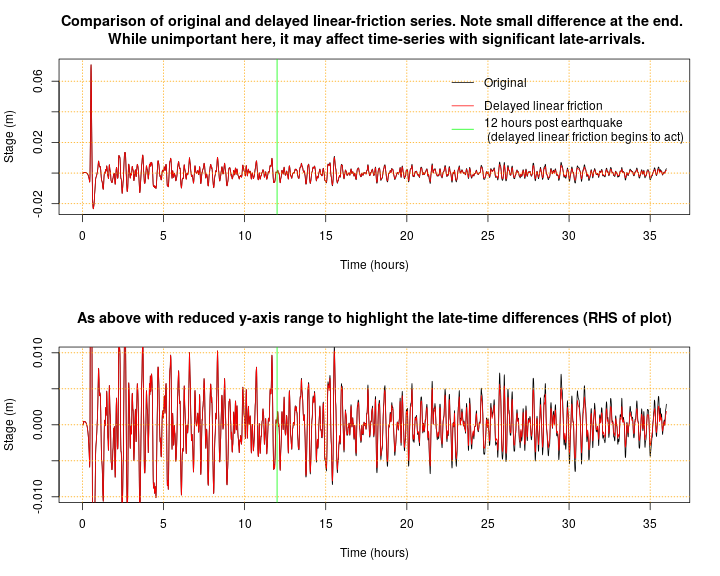 Comparison of original and delayed linear-friction series. Note small difference at the end.
While unimportant here, it may affect time-series with significant late-arrivals.
Stage (m)
0.06
0.02
-0.02
Original
Delayed linear friction
12 hours post earthquake
(delayed linear friction begins to act)
0 5 10 15 20 25 30 35
Time (hours)
As above with reduced y-axis range to highlight the late-time differences (RHS of plot)
Stage (m)
0.010
0.000
-0.010
0 5 10 15 20 25 30 35
Time (hours)